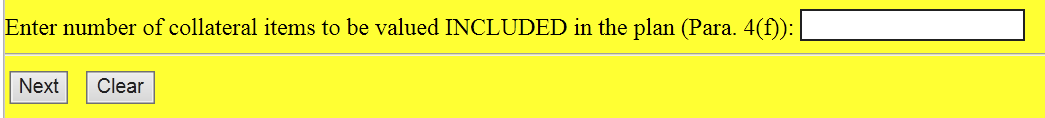 Enter number of collateral items to be valued INCLUDED in the plan (Para. 4(f)):
Next Clear